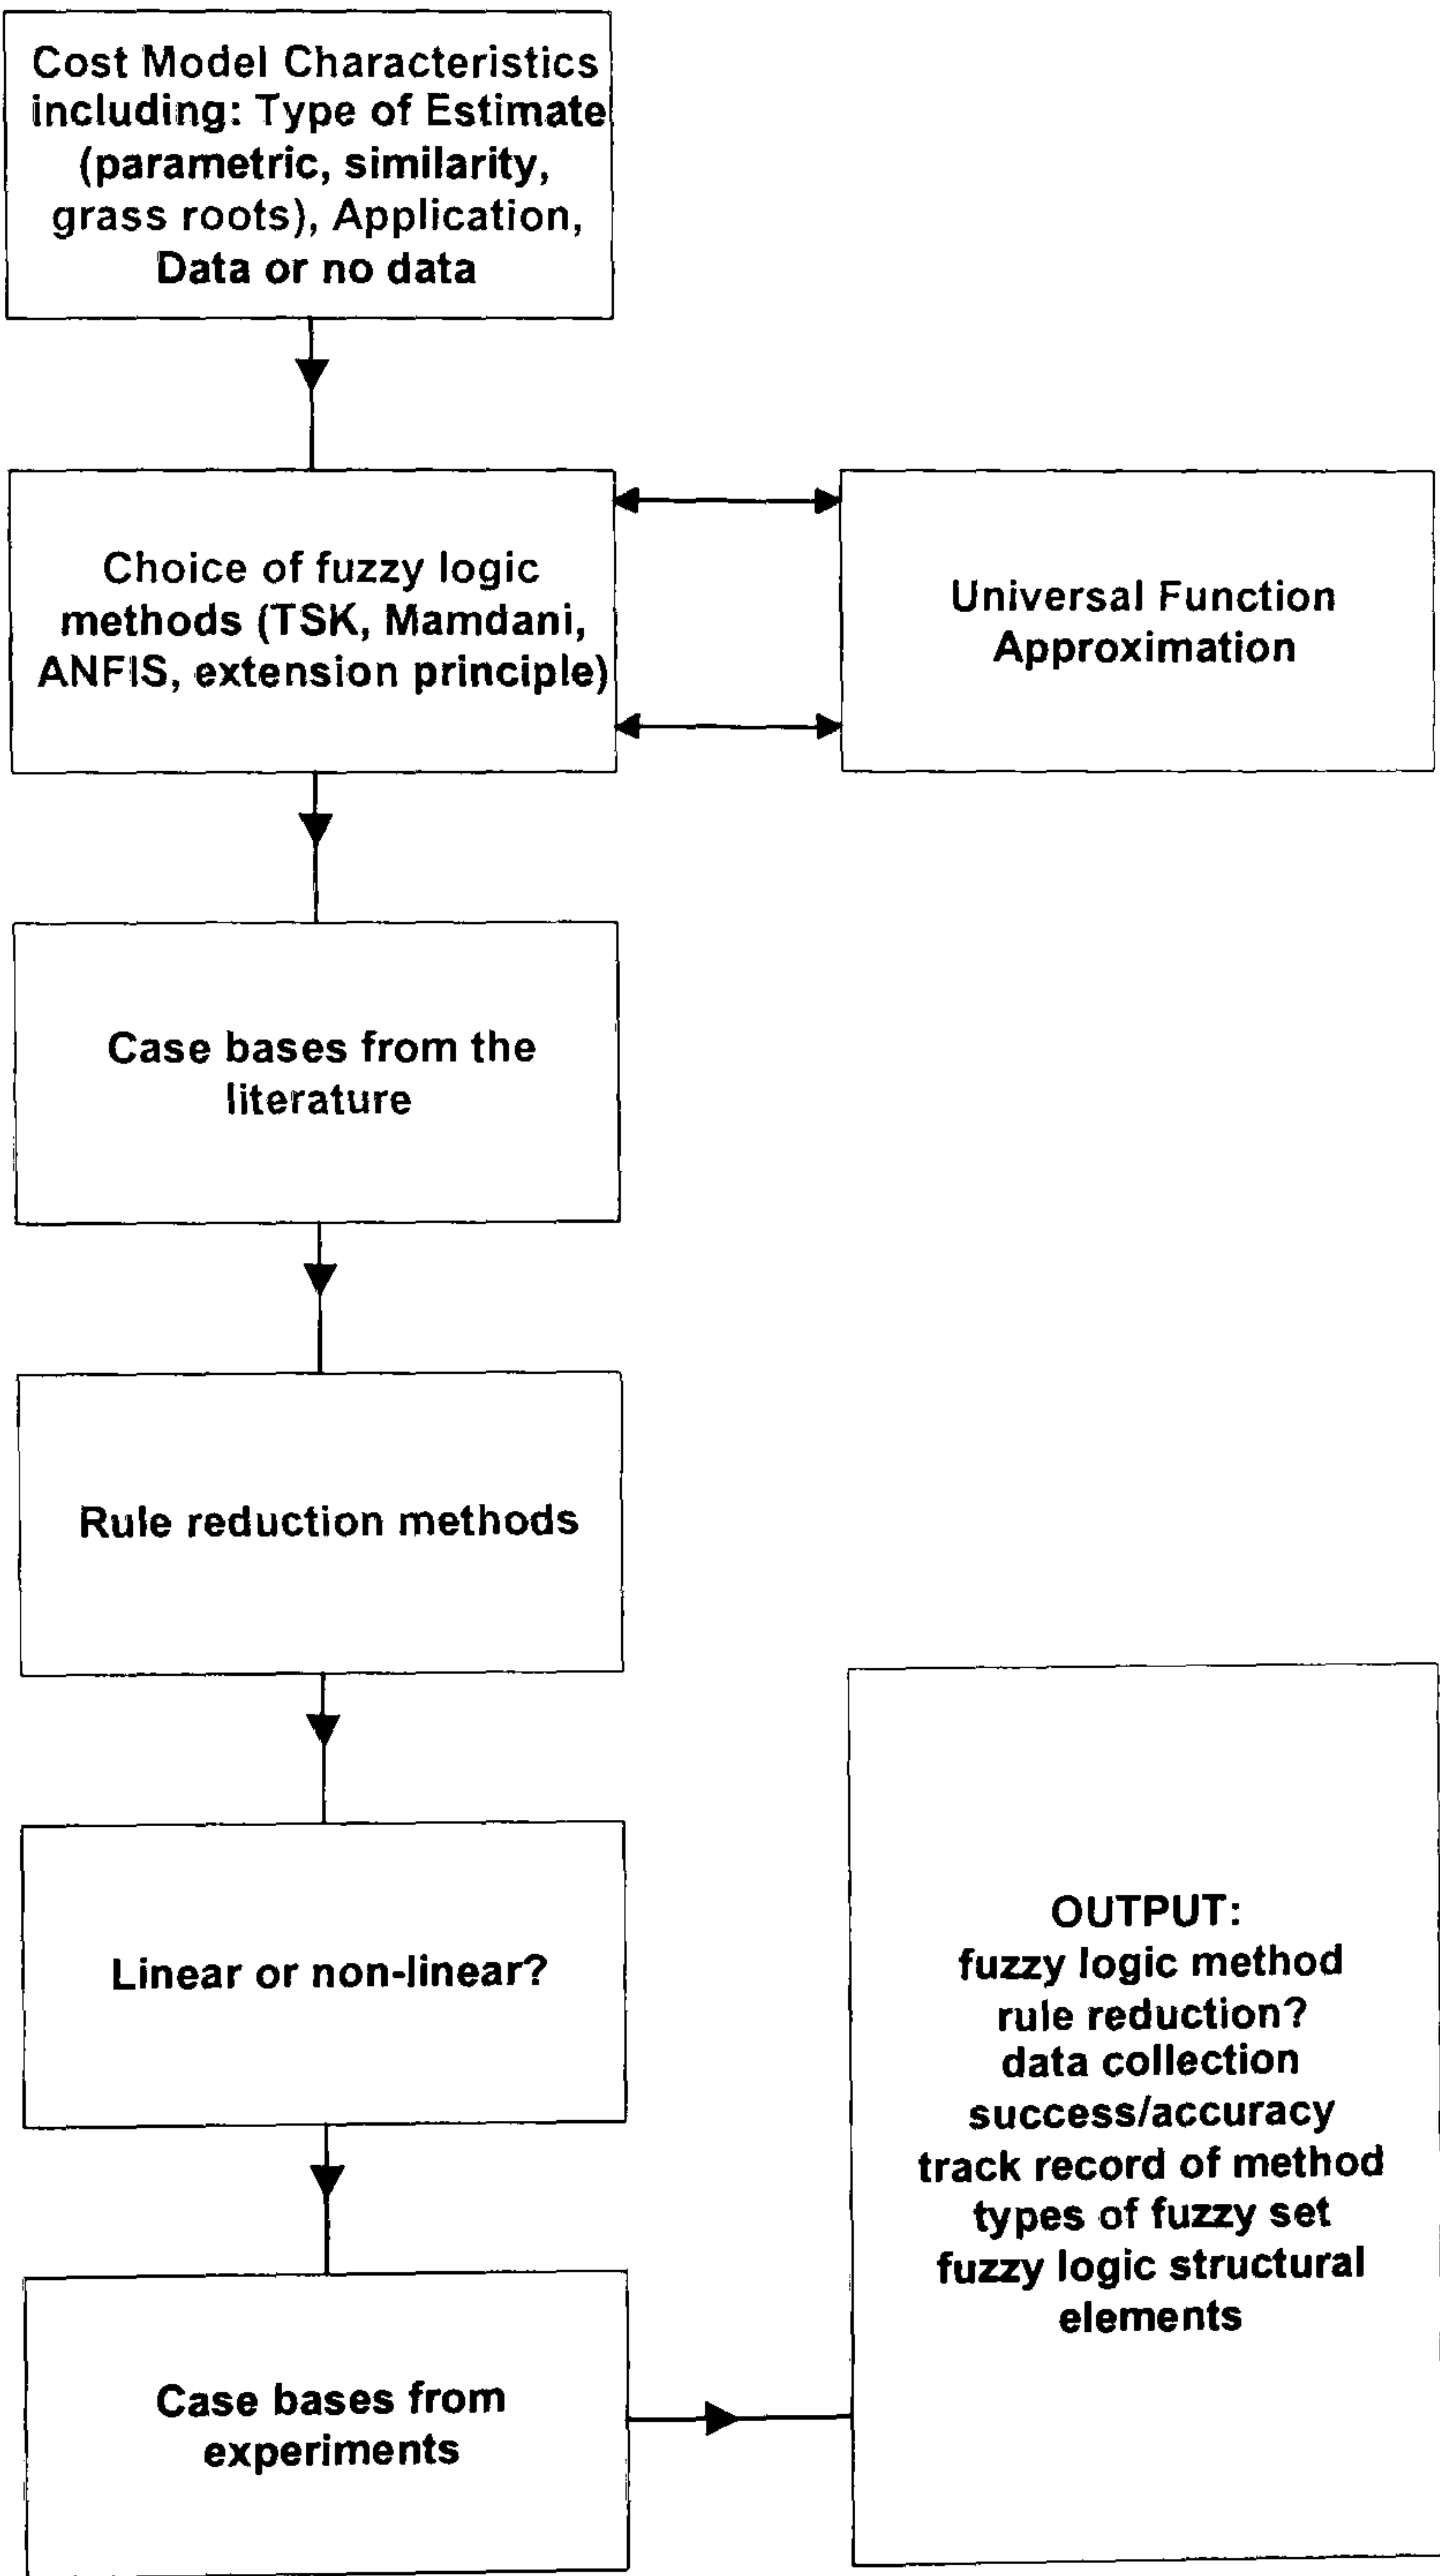 Cost Model Characteristics
including: Type of Estimate
(parametric, similarity,
grass roots), Application,
Data or no data
Choice of fuzzy logic
methods (TSK, Mamdani,
ANFIS, extension principle)
Universal Function
Approximation
Case bases from the
literature
Rule reduction methods
Linear or non-linear?
Case bases from
experiments
OUTPUT:
fuzzy logic method
rule reduction?
data collection
success/accuracy
track record of method
types of fuzzy set
fuzzy logic structural
elements